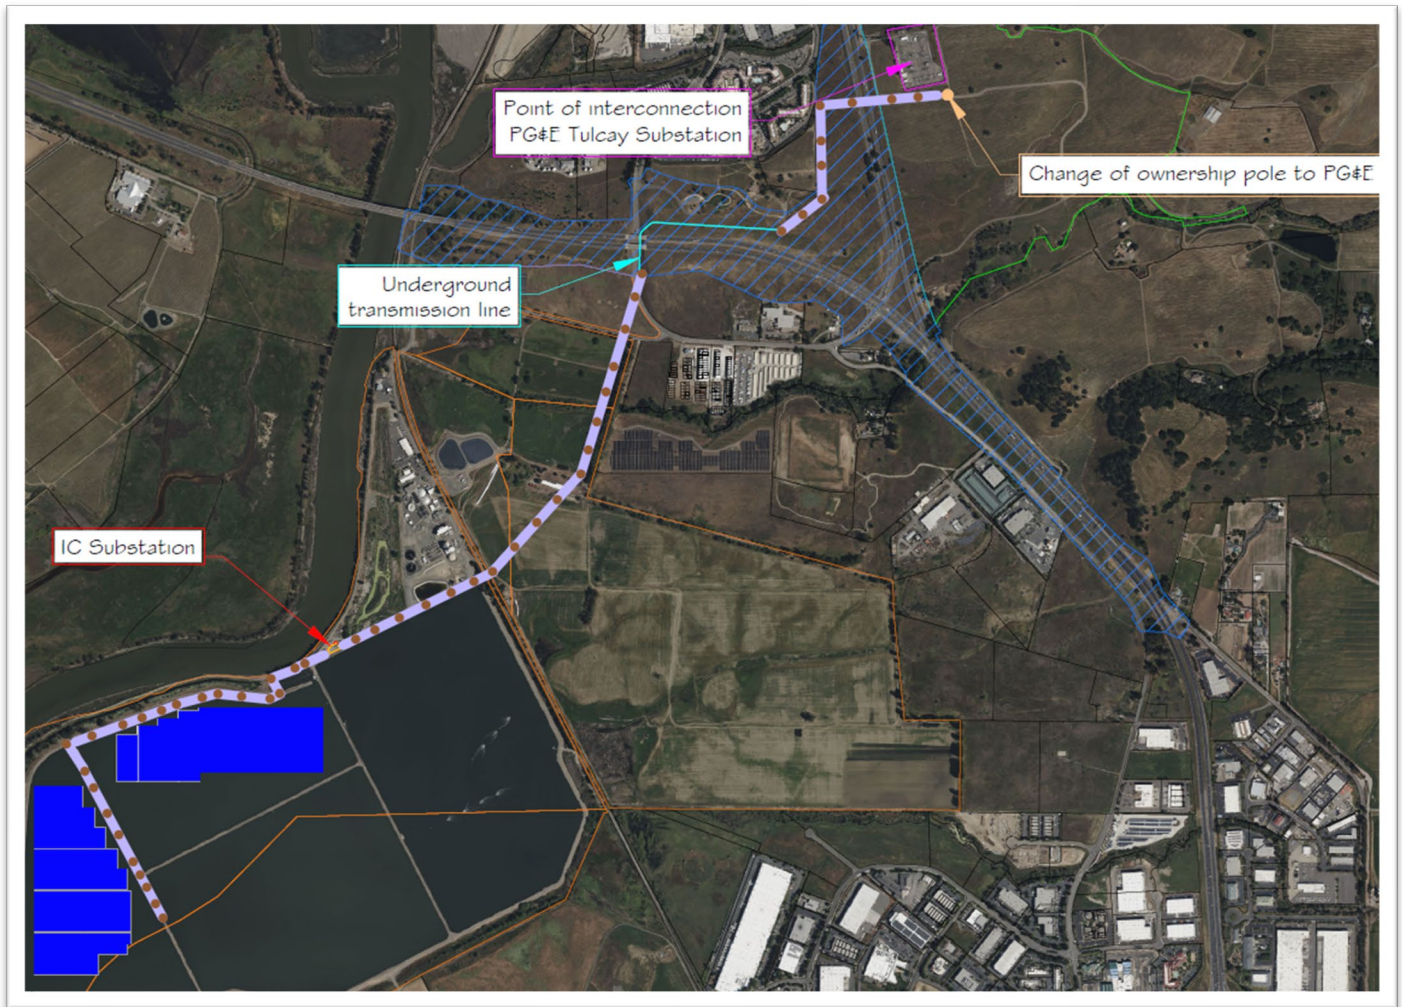 Point of interconnection
PG&E Tulcay Substation
Change of ownership pole to PG&E
Underground
transmission line
IC Substation